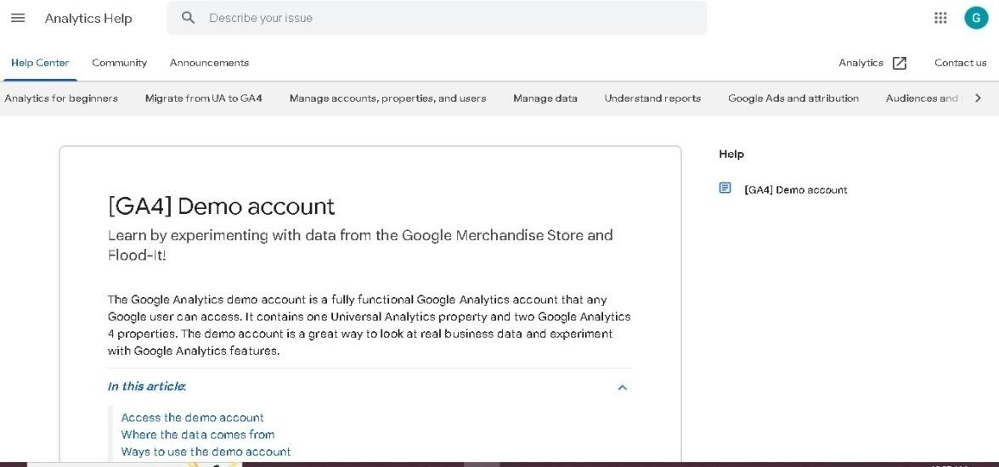 Analytics Help
Describe your issue
G
Help Center Community Announcements Analytics Contact us
Analytics for beginners Migrate from UA to GA4 Manage accounts, properties, and users Manage data Understand reports Google Ads and attribution Audiences and
Help
[GA4] Demo account
[GA4] Demo account
Learn by experimenting with data from the Google Merchandise Store and
Flood-It!
The Google Analytics demo account is a fully functional Google Analytics account that any
Google user can access. It contains one Universal Analytics property and two Google Analytics
4 properties. The demo account is a great way to look at real business data and experiment
with Google Analytics features.
In this article:
Access the demo account
Where the data comes from
Ways to use the demo account